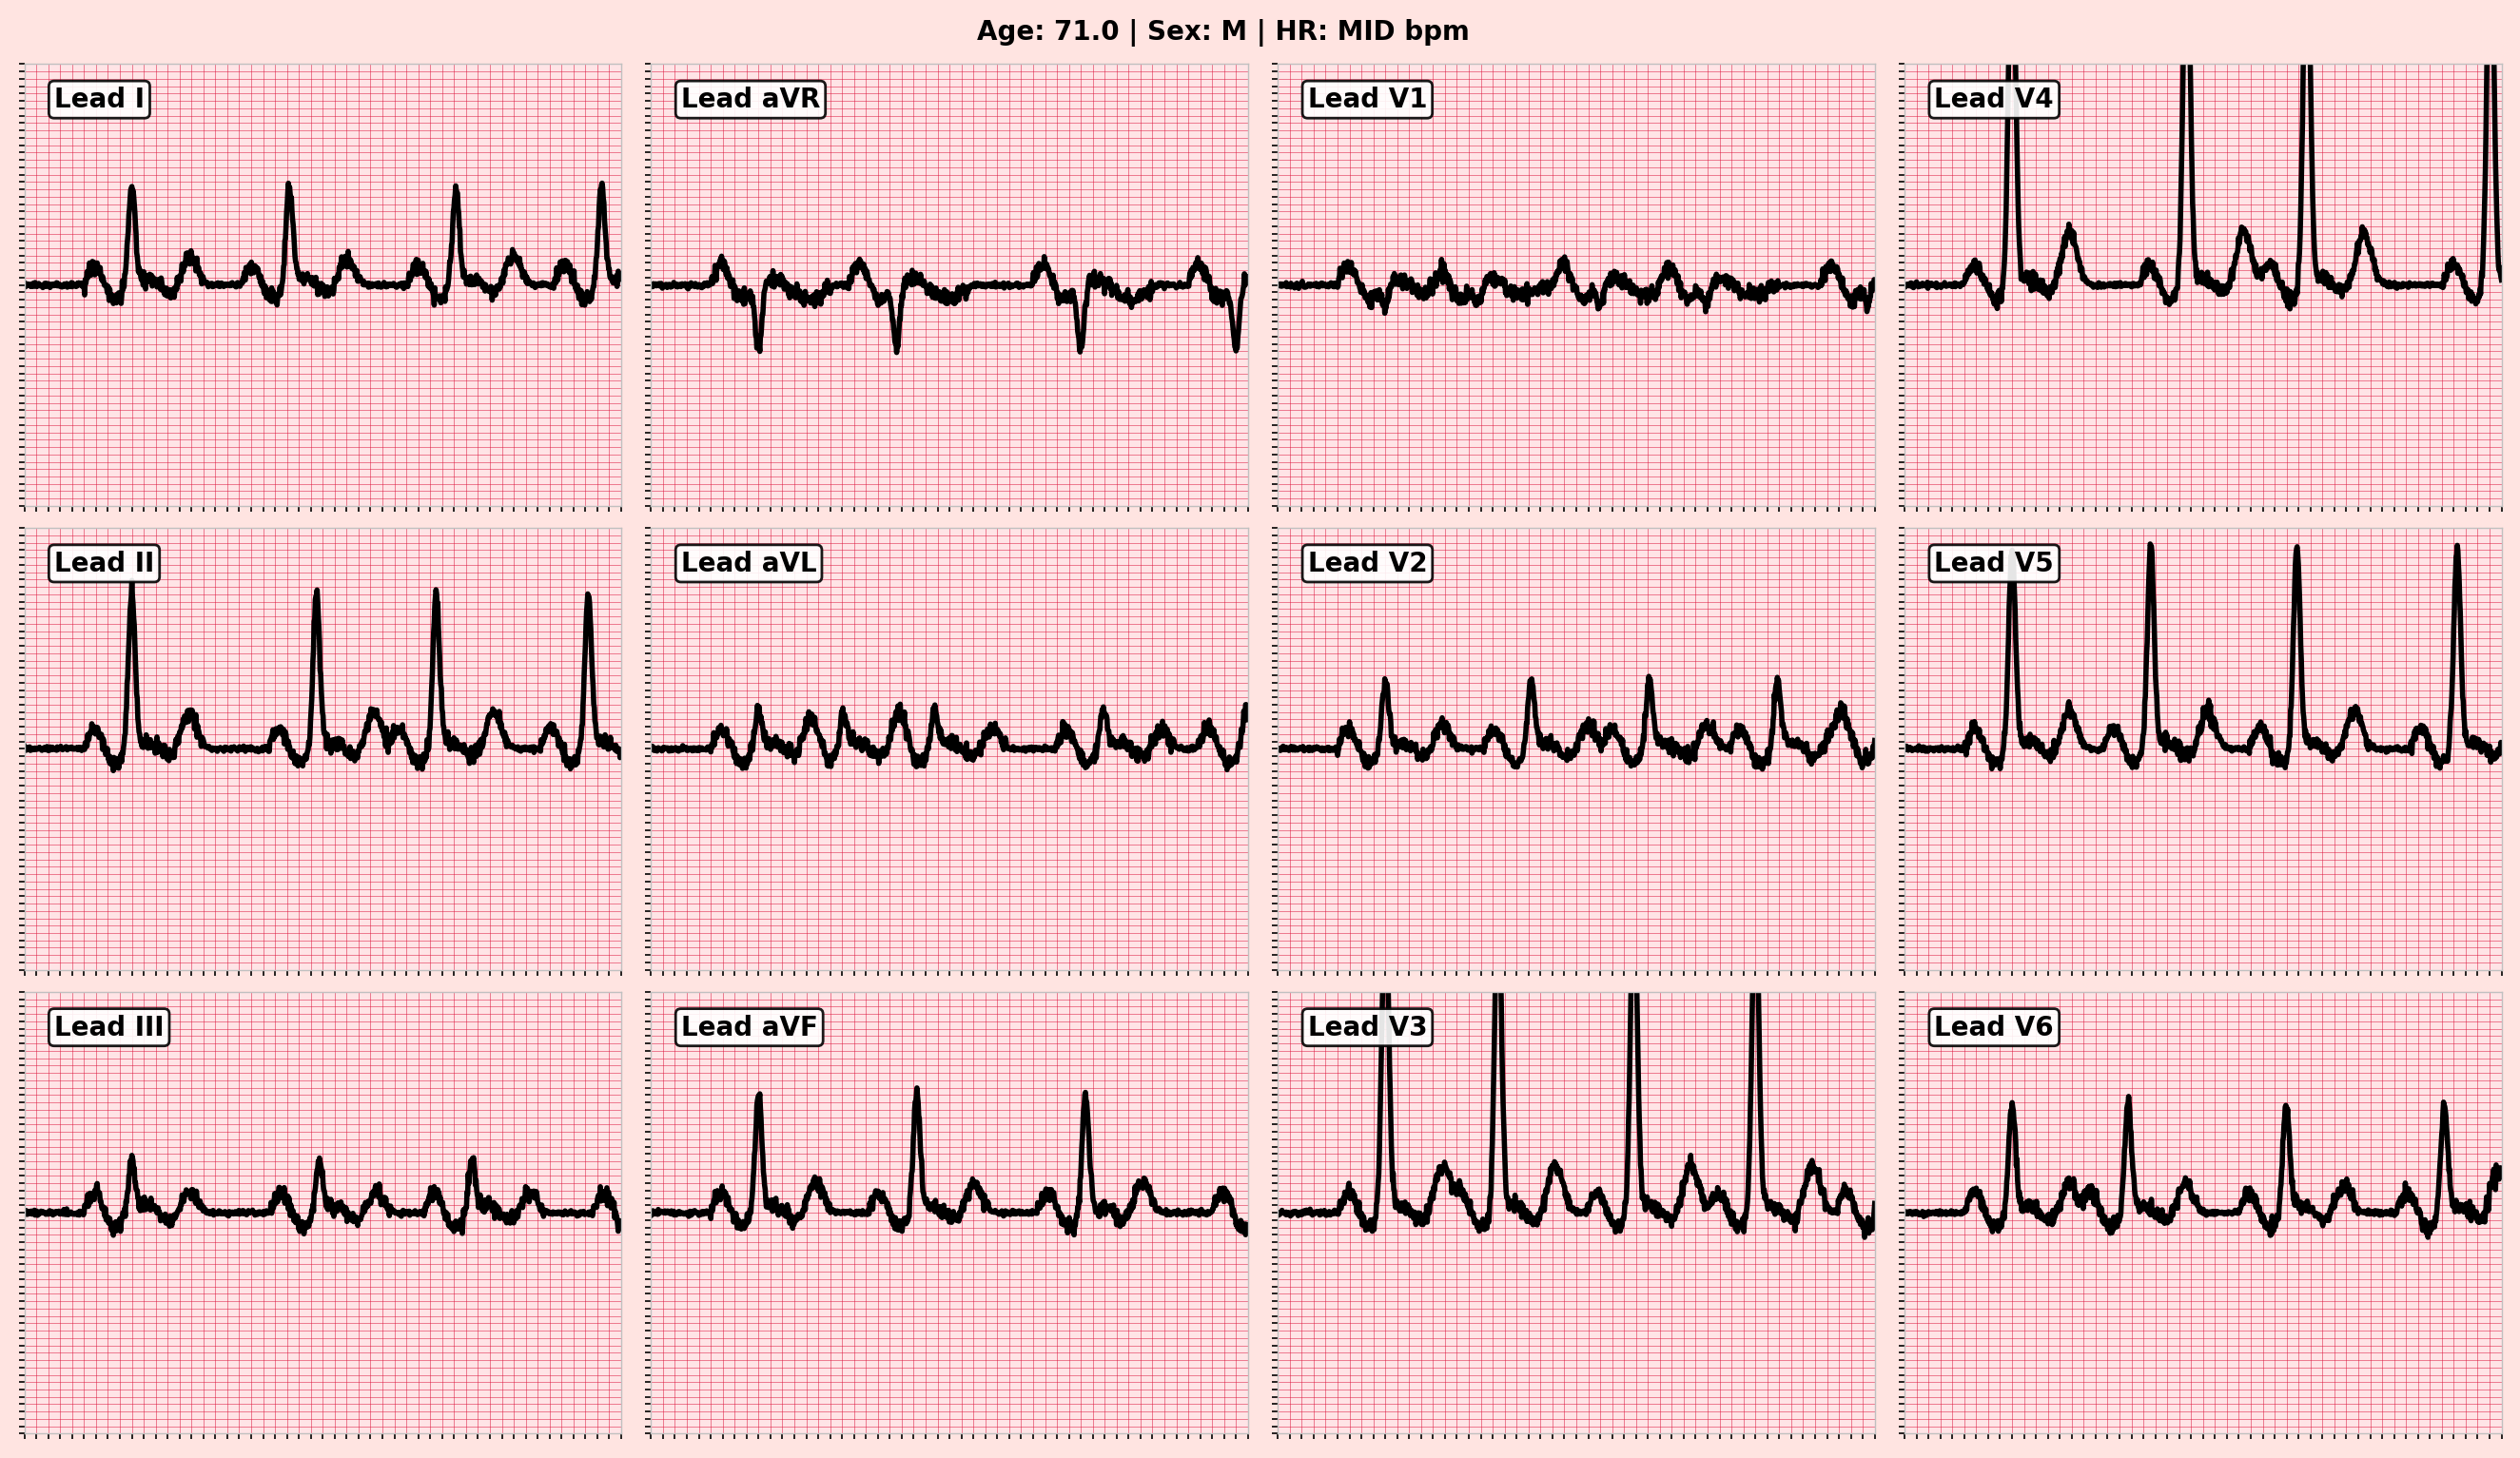 Age: 71.0 | Sex: M | HR: MID bpm
Lead I
Lead aVR
Lead V1
Lead V4
Lead II
Lead aVL
Lead V2
Lead V5
Lead III
Lead aVF
Lead V3
Lead V6